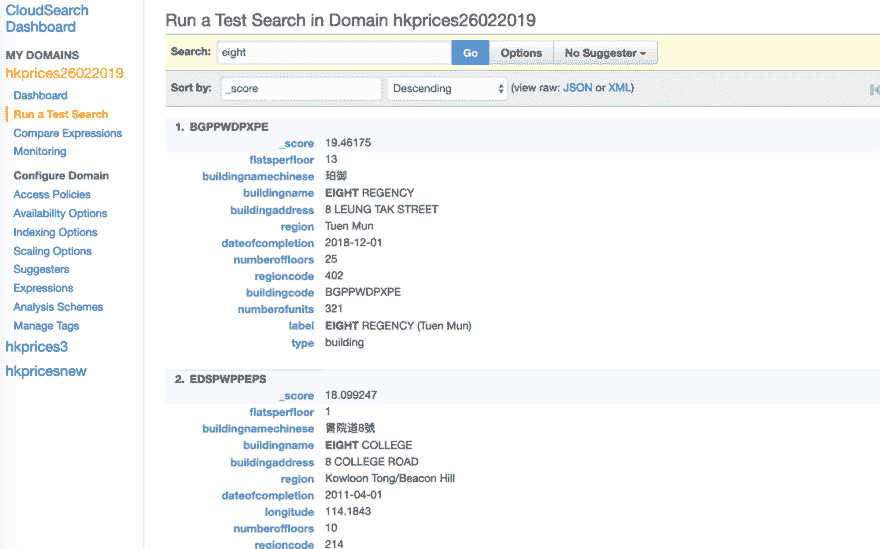 CloudSearch
Dashboard
MY DOMAINS
hkprices26022019
Dashboard
Run a Test Search
Compare Expressions
Monitoring
Configure Domain
Access Policies
Availability Options
Indexing Options
Scaling Options
Suggesters
Expressions
Analysis Schemes
Manage Tags
hkprices3
hkpricesnew
Run a Test Search in Domain hkprices26022019
Search: eight Go Options No Suggester
Sort by: _score Descending (view raw: JSON or XML)
1. BGPPWDPXPE
_score 19.46175
flatsperfloor 13
buildingnamechinese 珀御
buildingname EIGHT REGENCY
buildingaddress 8 LEUNG TAK STREET
region Tuen Mun
dateofcompletion 2018-12-01
numberoffloors 25
regioncode 402
buildingcode BGPPWDPXPE
numberofunits 321
label EIGHT REGENCY (Tuen Mun)
type building
2. EDSPWPPEPS
_score 18.099247
flatsperfloor 1
buildingnamechinese 書院道8號
buildingname EIGHT COLLEGE
buildingaddress 8 COLLEGE ROAD
region Kowloon Tong/Beacon Hill
dateofcompletion 2011-04-01
longitude 114.1843
numberoffloors 10
regioncode 214